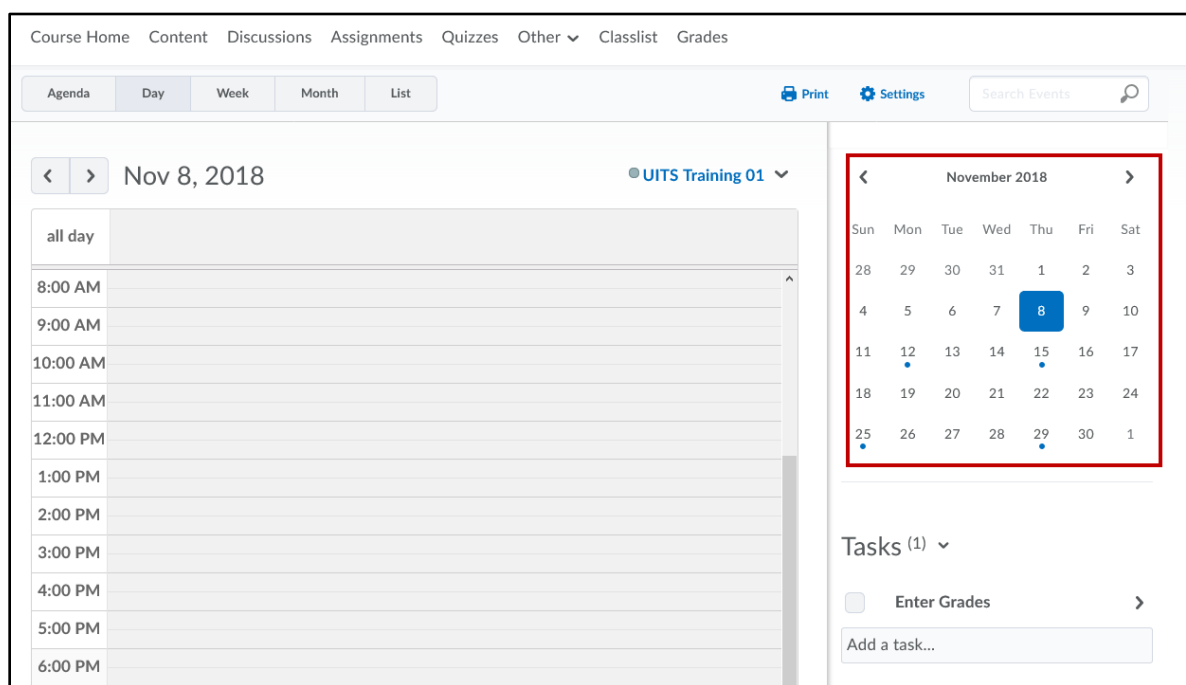 Course Home Content Discussions Assignments Quizzes Other Classlist Grades
Agenda Day Week Month List Print Settings Search Events
Nov 8, 2018 UITS Training 01
all day
8:00 AM
9:00 AM
10:00 AM
11:00 AM
12:00 PM
1:00 PM
2:00 PM
3:00 PM
4:00 PM
5:00 PM
6:00 PM
November 2018
Sun Mon Tue Wed Thu Fri Sat
28 29 30 31 1 2 3
4 5 6 7 8 9 10
11 12 13 14 15 16 17
18 19 20 21 22 23 24
25 26 27 28 29 30 1
Tasks (1)
Enter Grades
Add a task...